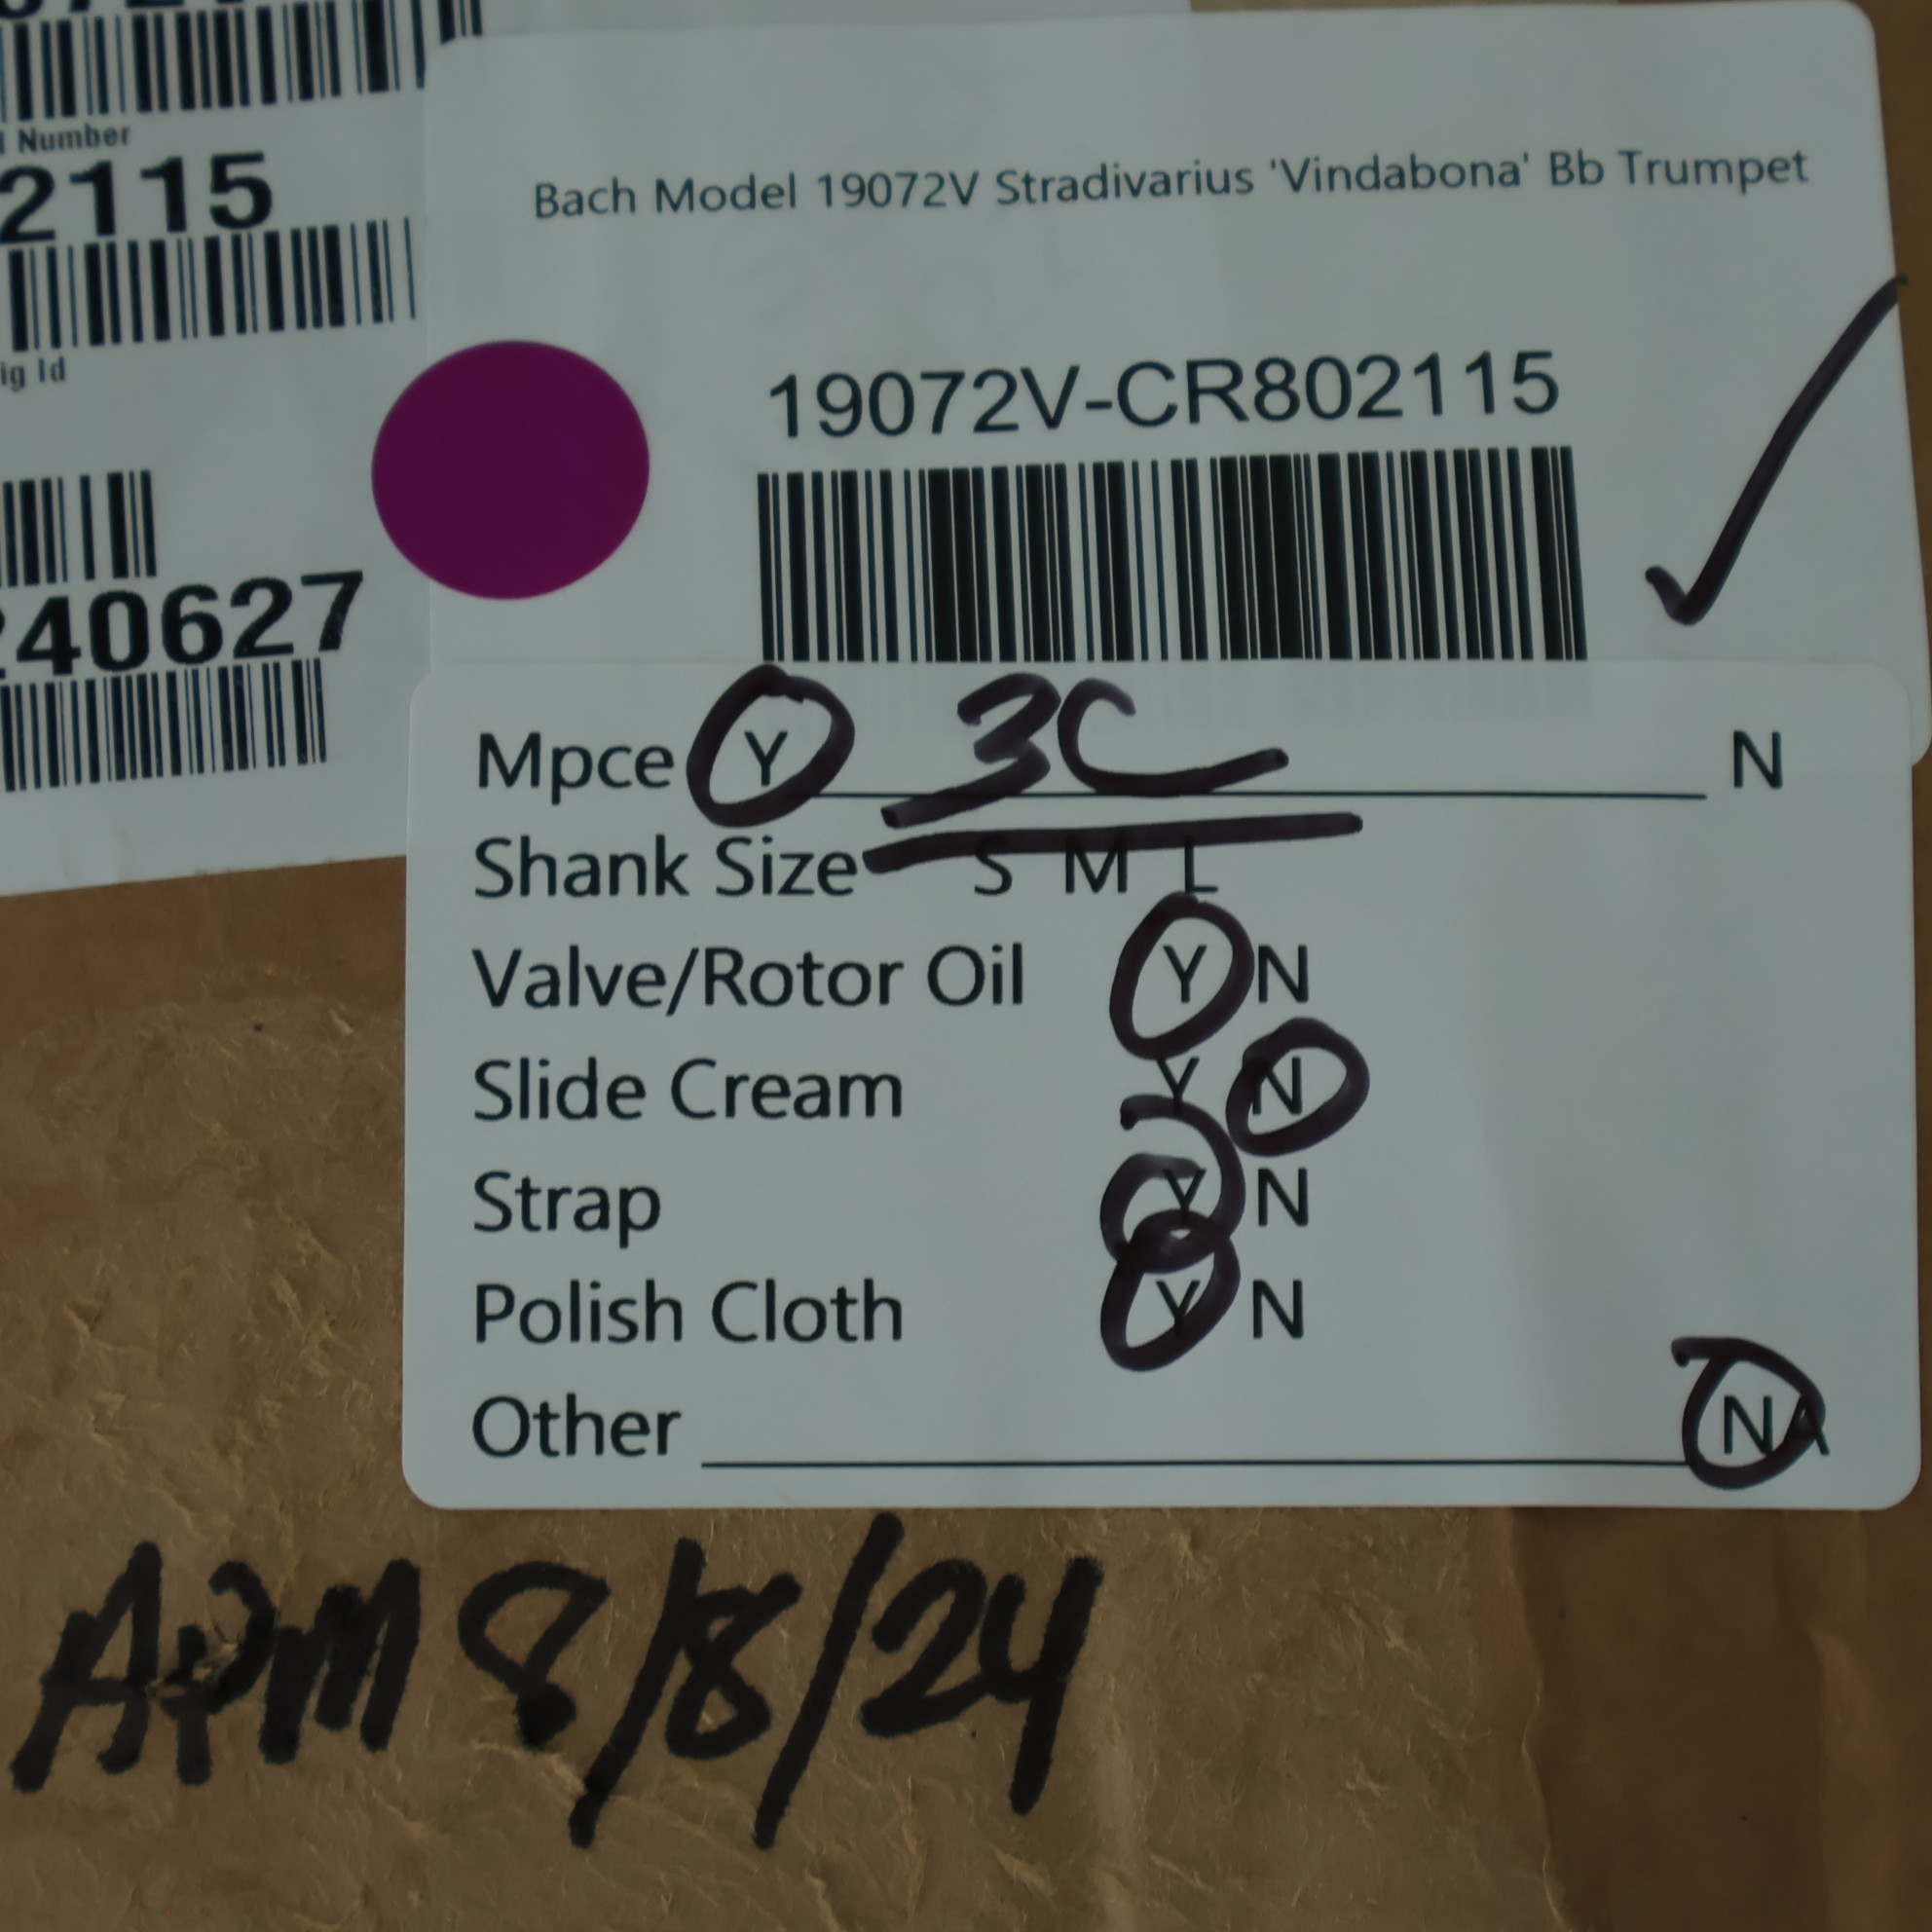 Number
2115
ig Id
240627
Bach Model 19072V Stradivarius 'Vindabona' Bb Trumpet
19072V-CR802115
Mpce Y 3C N
Shank Size S M L
Valve/Rotor Oil Y N
Slide Cream Y N
Strap Y N
Polish Cloth Y N
Other NA
APM 8/8/24